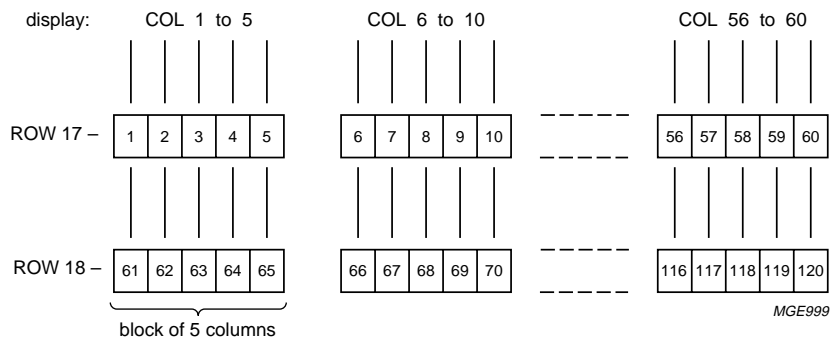 display: COL 1 to 5 COL 6 to 10 COL 56 to 60
ROW 17 – 1 2 3 4 5 6 7 8 9 10 56 57 58 59 60
ROW 18 – 61 62 63 64 65 66 67 68 69 70 116 117 118 119 120
MGE999
block of 5 columns